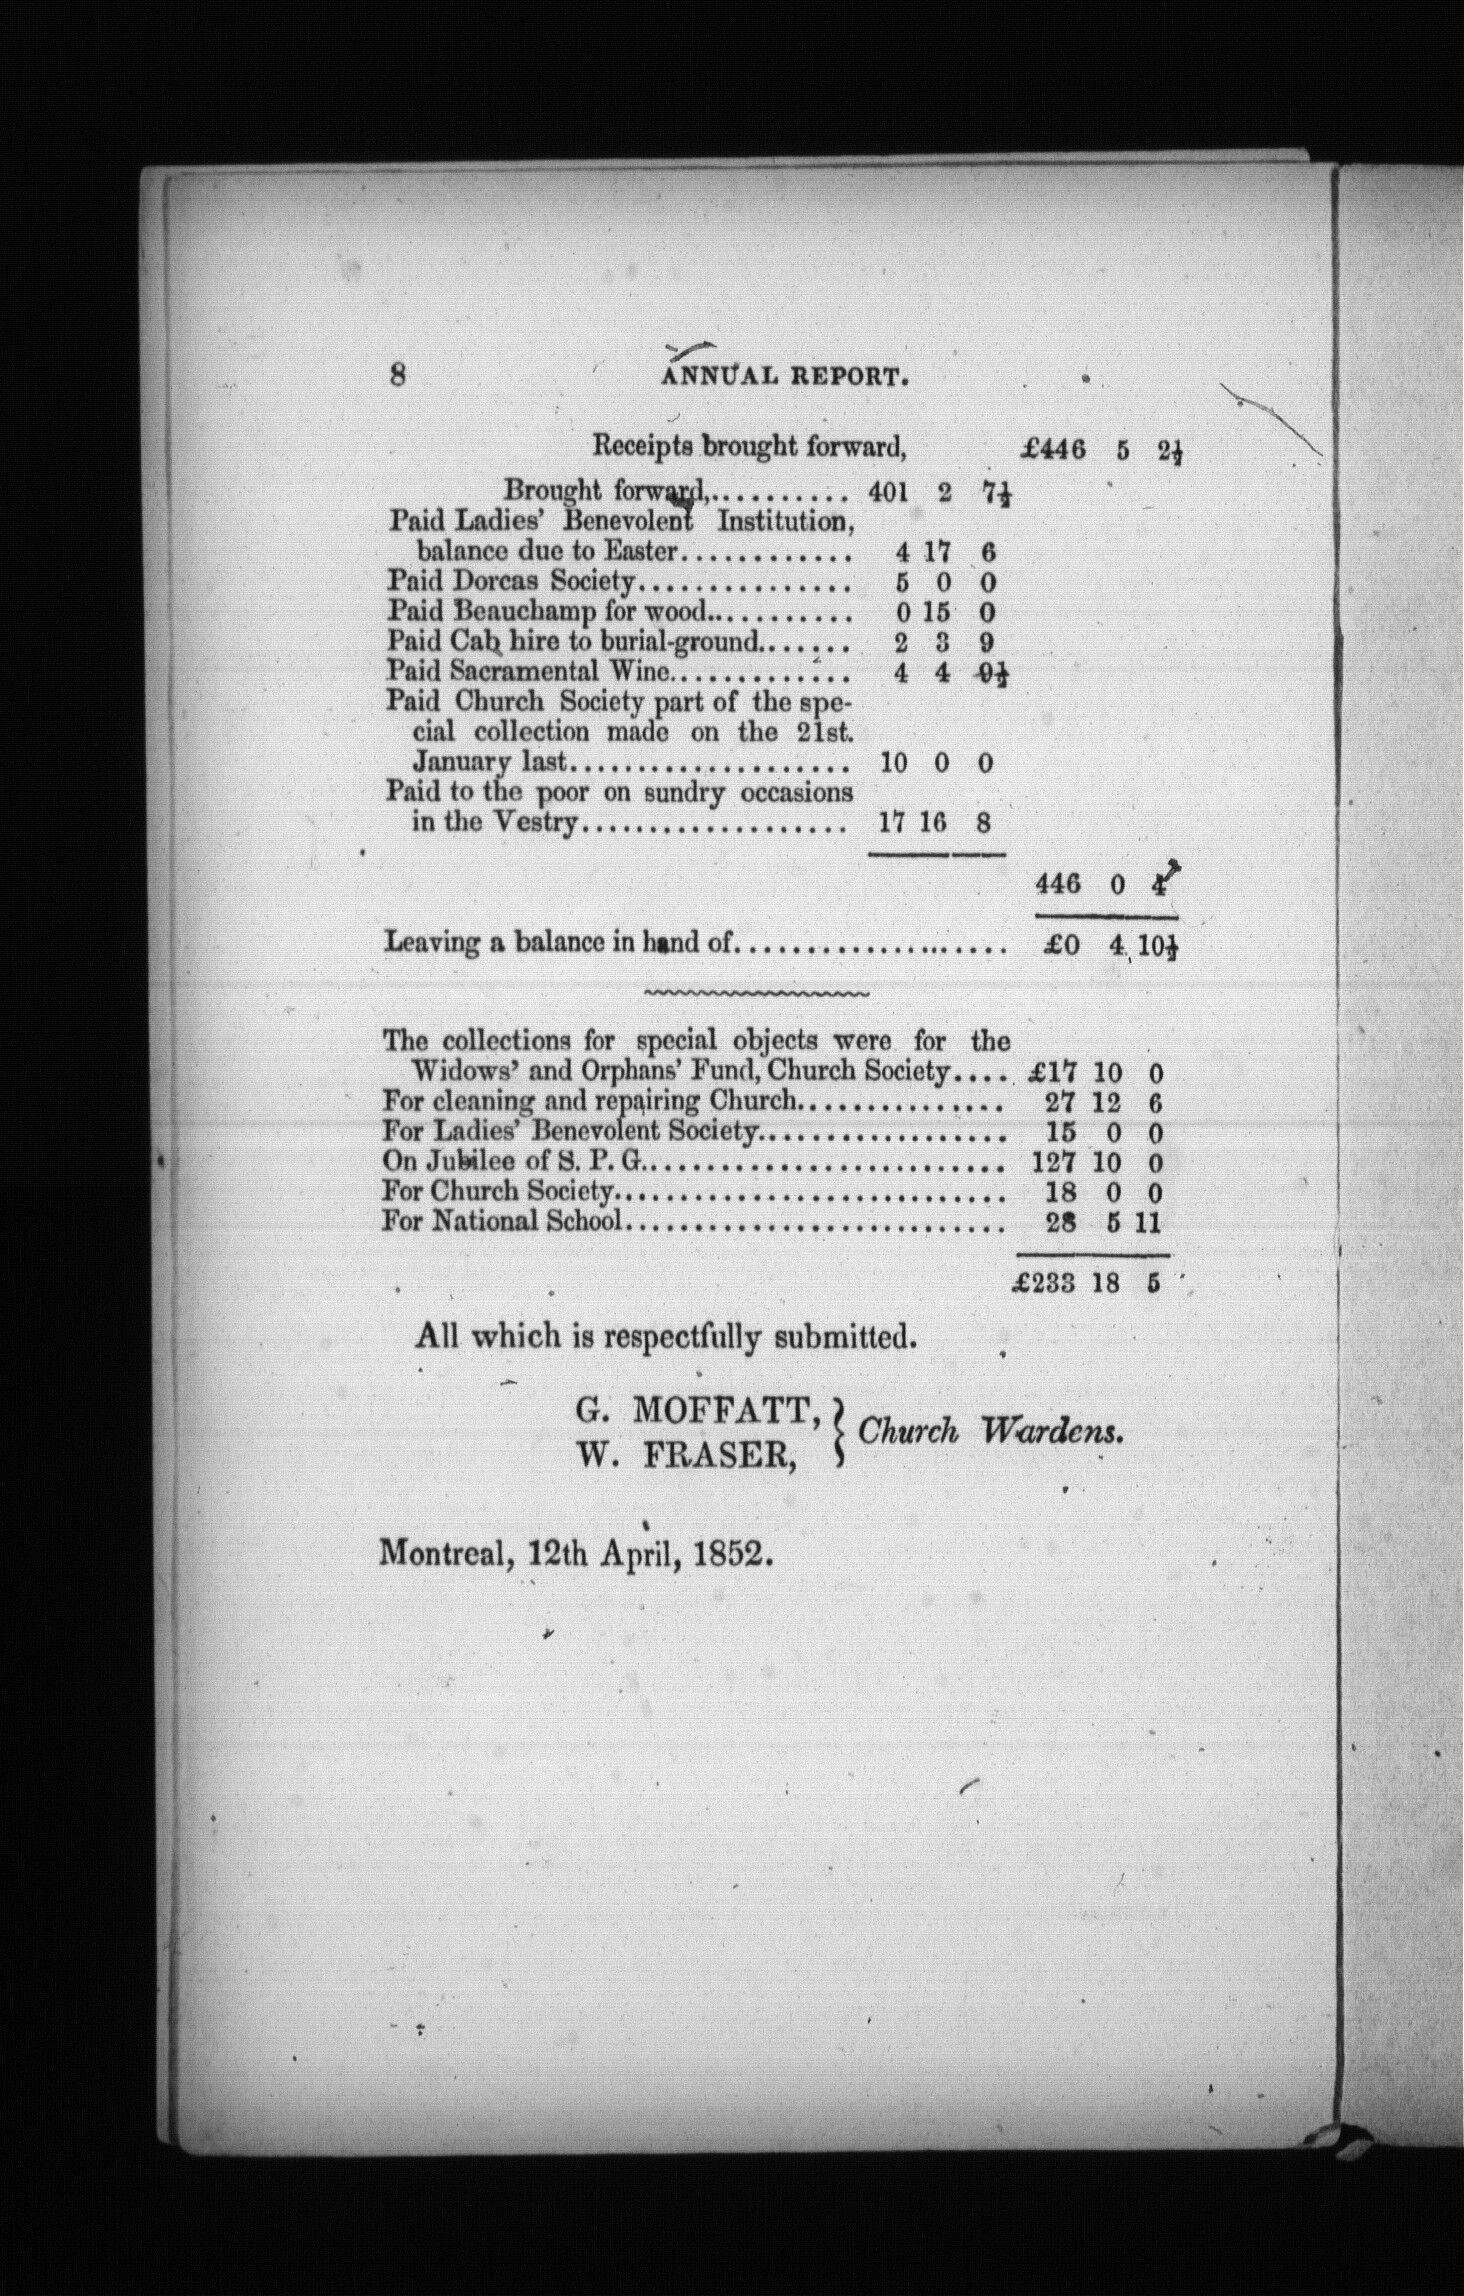 8 ANNUAL REPORT.
Receipts brought forward, £446 5 2½
Brought forward,.......... 401 2 7½
Paid Ladies' Benevolent Institution,
balance due to Easter............ 4 17 6
Paid Dorcas Society............... 5 0 0
Paid Beauchamp for wood........... 0 15 0
Paid Cab hire to burial-ground....... 2 3 9
Paid Sacramental Wine............. 4 4 9½
Paid Church Society part of the spe-
cial collection made on the 21st.
January last.................... 10 0 0
Paid to the poor on sundry occasions
in the Vestry................... 17 16 8
446 0 4
Leaving a balance in hand of.................... £0 4 10½
The collections for special objects were for the
Widows' and Orphans' Fund, Church Society.... £17 10 0
For cleaning and repairing Church............... 27 12 6
For Ladies' Benevolent Society.................. 15 0 0
On Jubilee of S. P. G.......................... 127 10 0
For Church Society............................ 18 0 0
For National School........................... 28 5 11
£233 18 5
All which is respectfully submitted.
G. MOFFATT, } Church Wardens.
W. FRASER,
Montreal, 12th April, 1852.